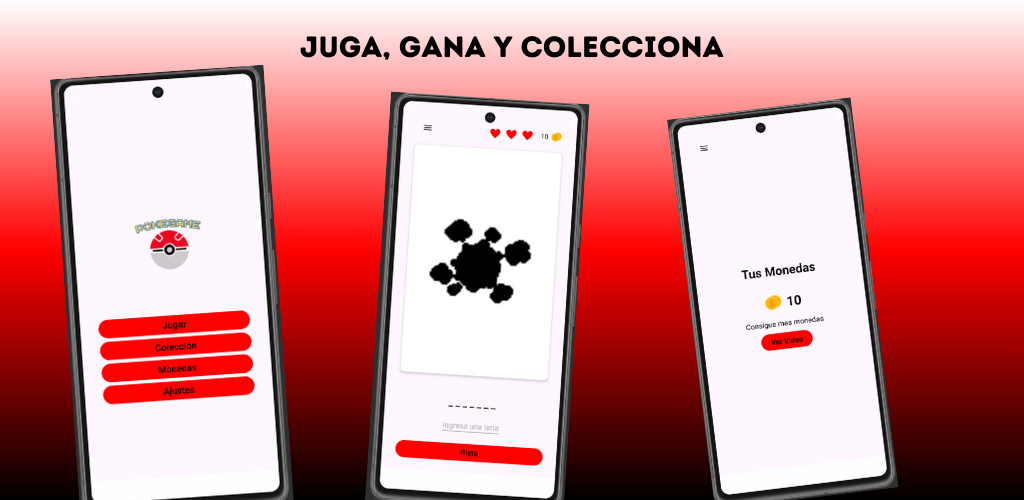 JUGA, GANA Y COLECCIONA
POKEGAME
Jugar
Colección
Monedas
Ajustes
10
_ _ _ _ _ _ _
Ingresa una letra
Pista
Tus Monedas
10
Consigue mas monedas
Ver Video